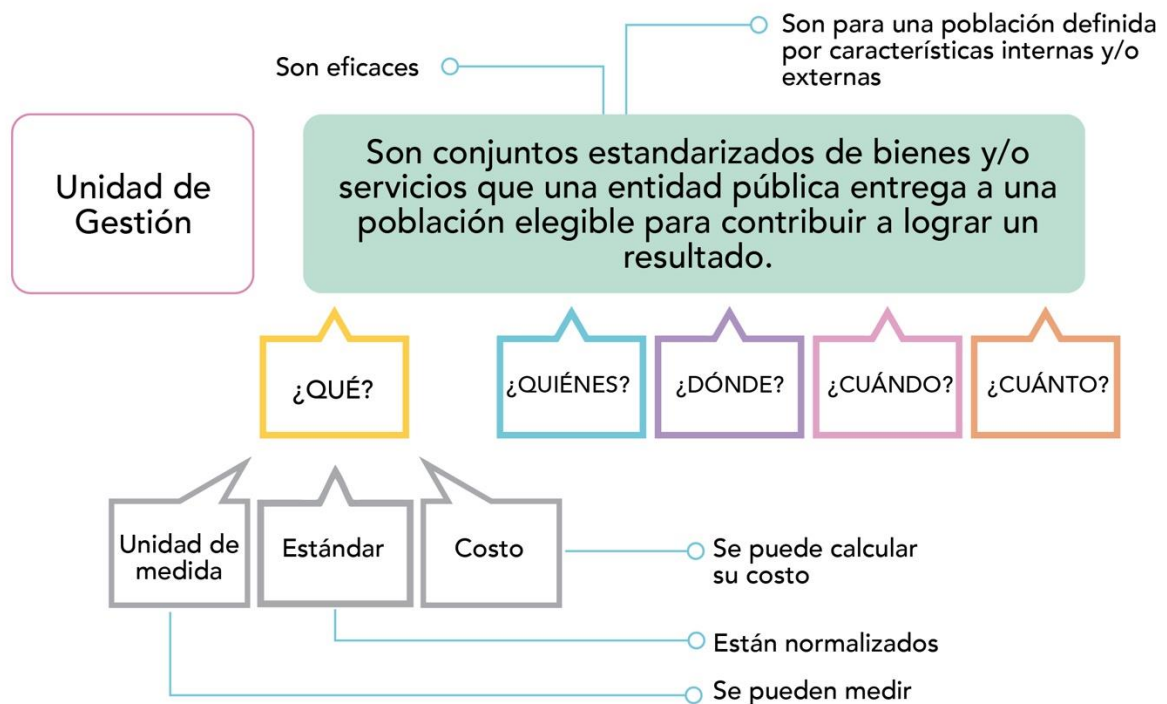 Son para una población definida
por características internas y/o
externas
Son eficaces
Unidad de
Gestión
Son conjuntos estandarizados de bienes y/o
servicios que una entidad pública entrega a una
población elegible para contribuir a lograr un
resultado.
¿QUÉ?
¿QUIÉNES?
¿DÓNDE?
¿CUÁNDO?
¿CUÁNTO?
Unidad de
medida
Estándar
Costo
Se puede calcular
su costo
Están normalizados
Se pueden medir